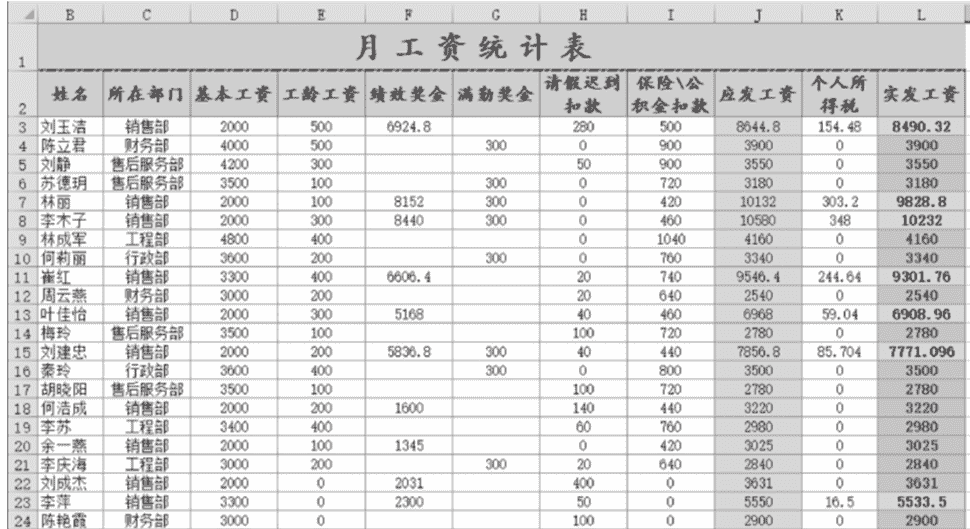 B C D E F G H I J K L
1 月工资统计表
2 姓名 所在部门 基本工资 工龄工资 绩效奖金 满勤奖金 请假迟到扣款 保险\公积金扣款 应发工资 个人所得税 实发工资
3 刘玉洁 销售部 2000 500 6924.8 280 500 8644.8 154.48 8490.32
4 陈立君 财务部 4000 500 300 0 900 3900 0 3900
5 刘静 售后服务部 4200 300 50 900 3550 0 3550
6 苏德玥 售后服务部 3500 100 300 0 720 3180 0 3180
7 林丽 销售部 2000 100 8152 300 0 420 10132 303.2 9828.8
8 李木子 销售部 2000 300 8440 300 0 460 10580 348 10232
9 林成军 工程部 4800 400 0 1040 4160 0 4160
10 何莉丽 行政部 3600 200 300 0 760 3340 0 3340
11 崔红 销售部 3300 400 6606.4 20 740 9546.4 244.64 9301.76
12 周云燕 财务部 3000 200 20 640 2540 0 2540
13 叶佳怡 销售部 2000 300 5168 40 460 6968 59.04 6908.96
14 梅玲 售后服务部 3500 100 100 720 2780 0 2780
15 刘建忠 销售部 2000 200 5836.8 300 40 440 7856.8 85.704 7771.096
16 秦玲 行政部 3600 400 300 0 800 3500 0 3500
17 胡晓阳 售后服务部 3500 100 100 720 2780 0 2780
18 何浩成 销售部 2000 200 1600 140 440 3220 0 3220
19 李苏 工程部 3400 400 60 760 2980 0 2980
20 余一燕 销售部 2000 100 1345 0 420 3025 0 3025
21 李庆海 工程部 3000 200 300 20 640 2840 0 2840
22 刘成杰 销售部 2000 0 2031 400 0 3631 0 3631
23 李萍 销售部 3300 0 2300 50 0 5550 16.5 5533.5
24 陈艳霞 财务部 3000 0 100 0 2900 0 2900